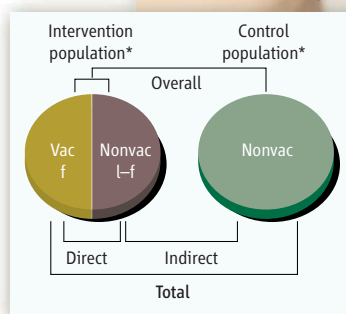 Intervention
population*
Control
population*
Overall
Vac
f
Nonvac
l–f
Nonvac
Direct
Indirect
Total